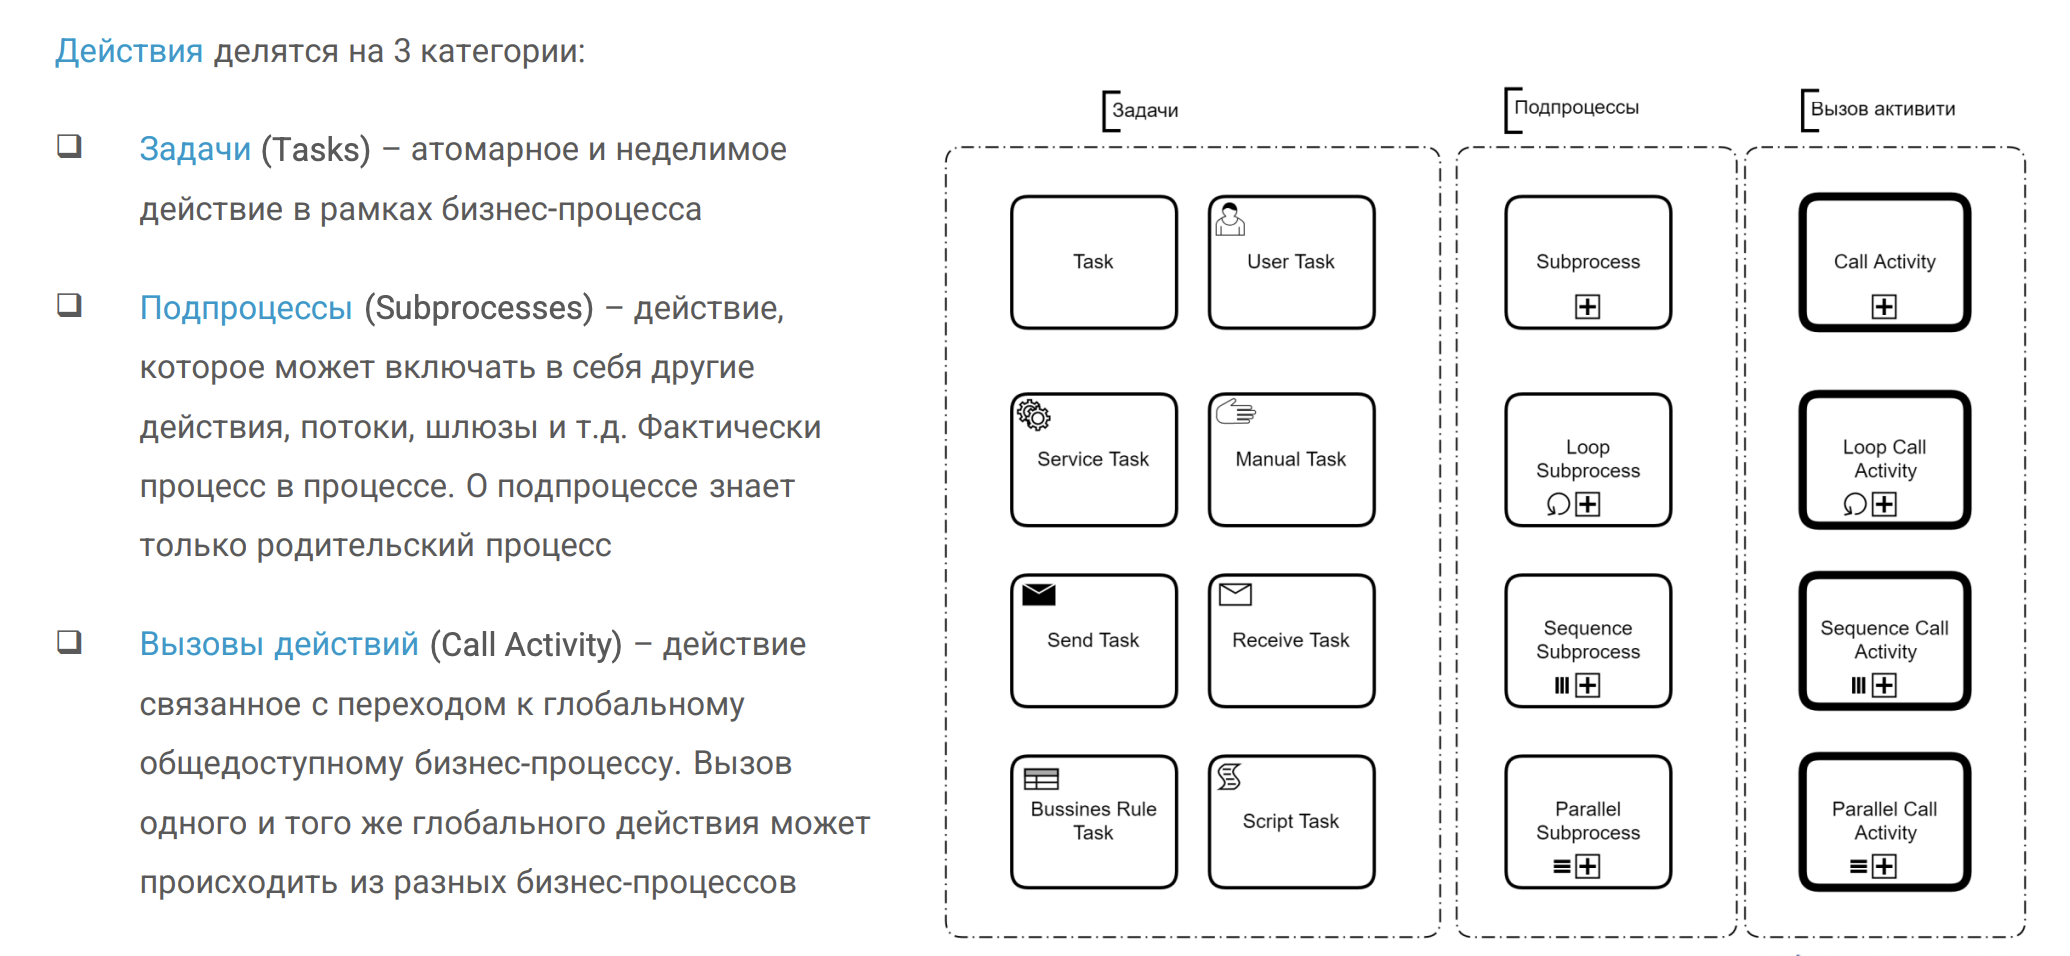 Действия делятся на 3 категории:
Задачи (Tasks) – атомарное и неделимое
действие в рамках бизнес-процесса
Подпроцессы (Subprocesses) – действие,
которое может включать в себя другие
действия, потоки, шлюзы и т.д. Фактически
процесс в процессе. О подпроцессе знает
только родительский процесс
Вызовы действий (Call Activity) – действие
связанное с переходом к глобальному
общедоступному бизнес-процессу. Вызов
одного и того же глобального действия может
происходить из разных бизнес-процессов
Задачи
Task
User Task
Service Task
Manual Task
Send Task
Receive Task
Bussines Rule
Task
Script Task
Подпроцессы
Subprocess
Loop
Subprocess
Sequence
Subprocess
Parallel
Subprocess
Вызов активити
Call Activity
Loop Call
Activity
Sequence Call
Activity
Parallel Call
Activity